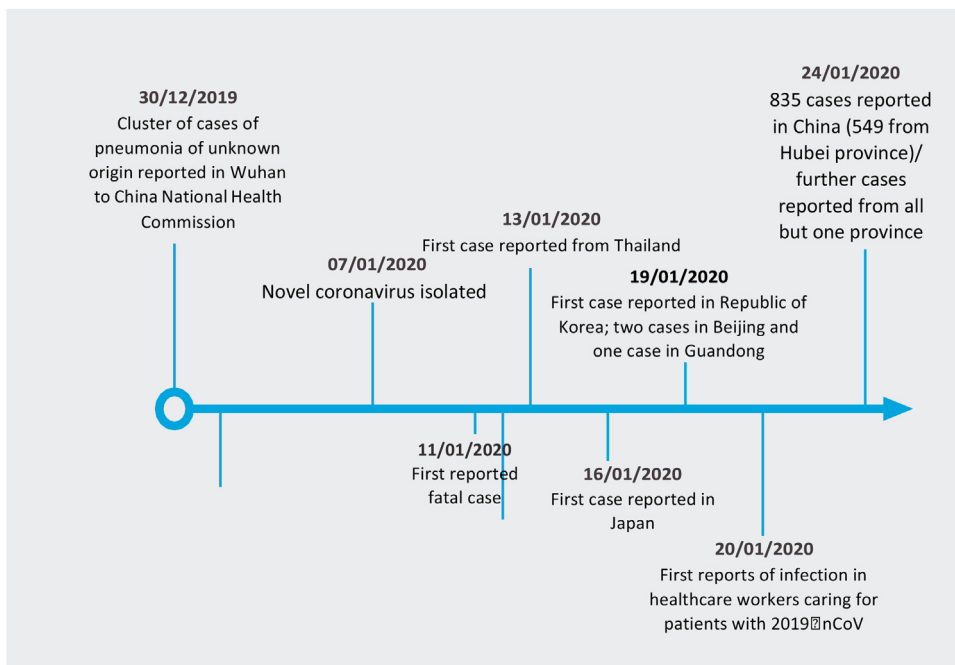 30/12/2019
Cluster of cases of
pneumonia of unknown
origin reported in Wuhan
to China National Health
Commission
07/01/2020
Novel coronavirus isolated
11/01/2020
First reported
fatal case
13/01/2020
First case reported from Thailand
16/01/2020
First case reported in
Japan
19/01/2020
First case reported in Republic of
Korea; two cases in Beijing and
one case in Guandong
20/01/2020
First reports of infection in
healthcare workers caring for
patients with 2019⍰nCoV
24/01/2020
835 cases reported
in China (549 from
Hubei province)/
further cases
reported from all
but one province